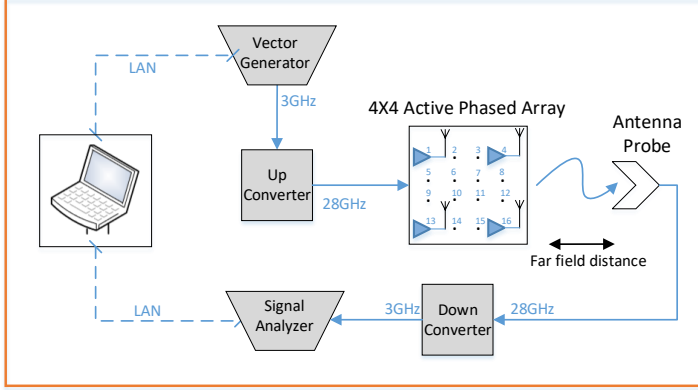 Vector
Generator
LAN
3GHz
4X4 Active Phased Array
Antenna
Probe
Up
Converter
28GHz
1 2 3 4
5 6 7 8
9 10 11 12
13 14 15 16
Far field distance
LAN
Signal
Analyzer
3GHz
Down
Converter
28GHz